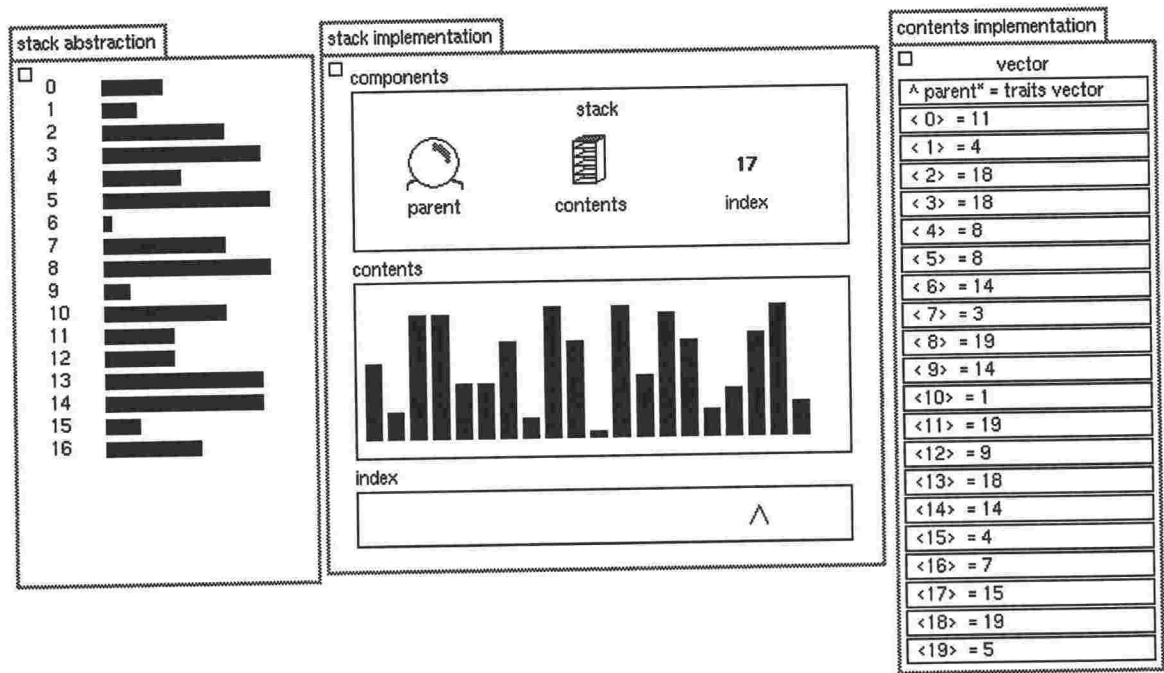 stack abstraction
0
1
2
3
4
5
6
7
8
9
10
11
12
13
14
15
16
stack implementation
components
stack
17
parent
contents
index
contents
index
contents implementation
vector
^ parent* = traits vector
< 0> = 11
< 1> = 4
< 2> = 18
< 3> = 18
< 4> = 8
< 5> = 8
< 6> = 14
< 7> = 3
< 8> = 19
< 9> = 14
<10> = 1
<11> = 19
<12> = 9
<13> = 18
<14> = 14
<15> = 4
<16> = 7
<17> = 15
<18> = 19
<19> = 5